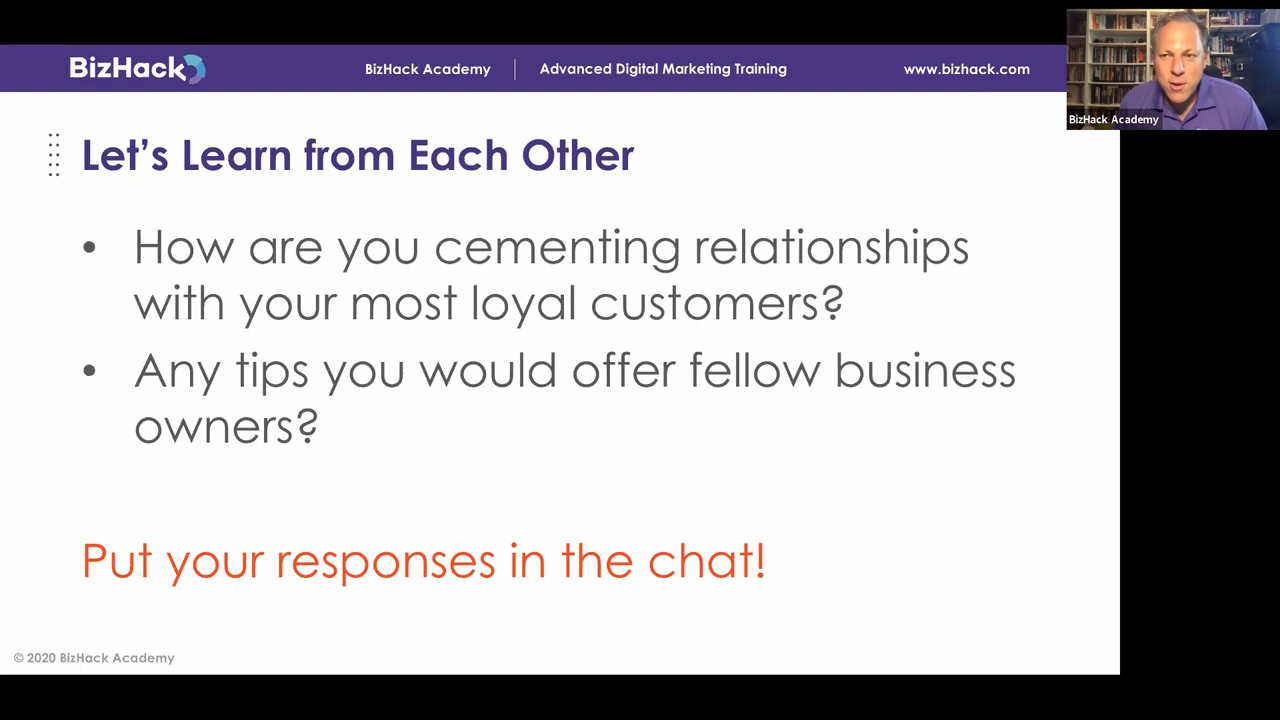 BizHack
BizHack Academy | Advanced Digital Marketing Training
www.bizhack.com
BizHack Academy
Let's Learn from Each Other
• How are you cementing relationships
with your most loyal customers?
• Any tips you would offer fellow business
owners?
Put your responses in the chat!
© 2020 BizHack Academy